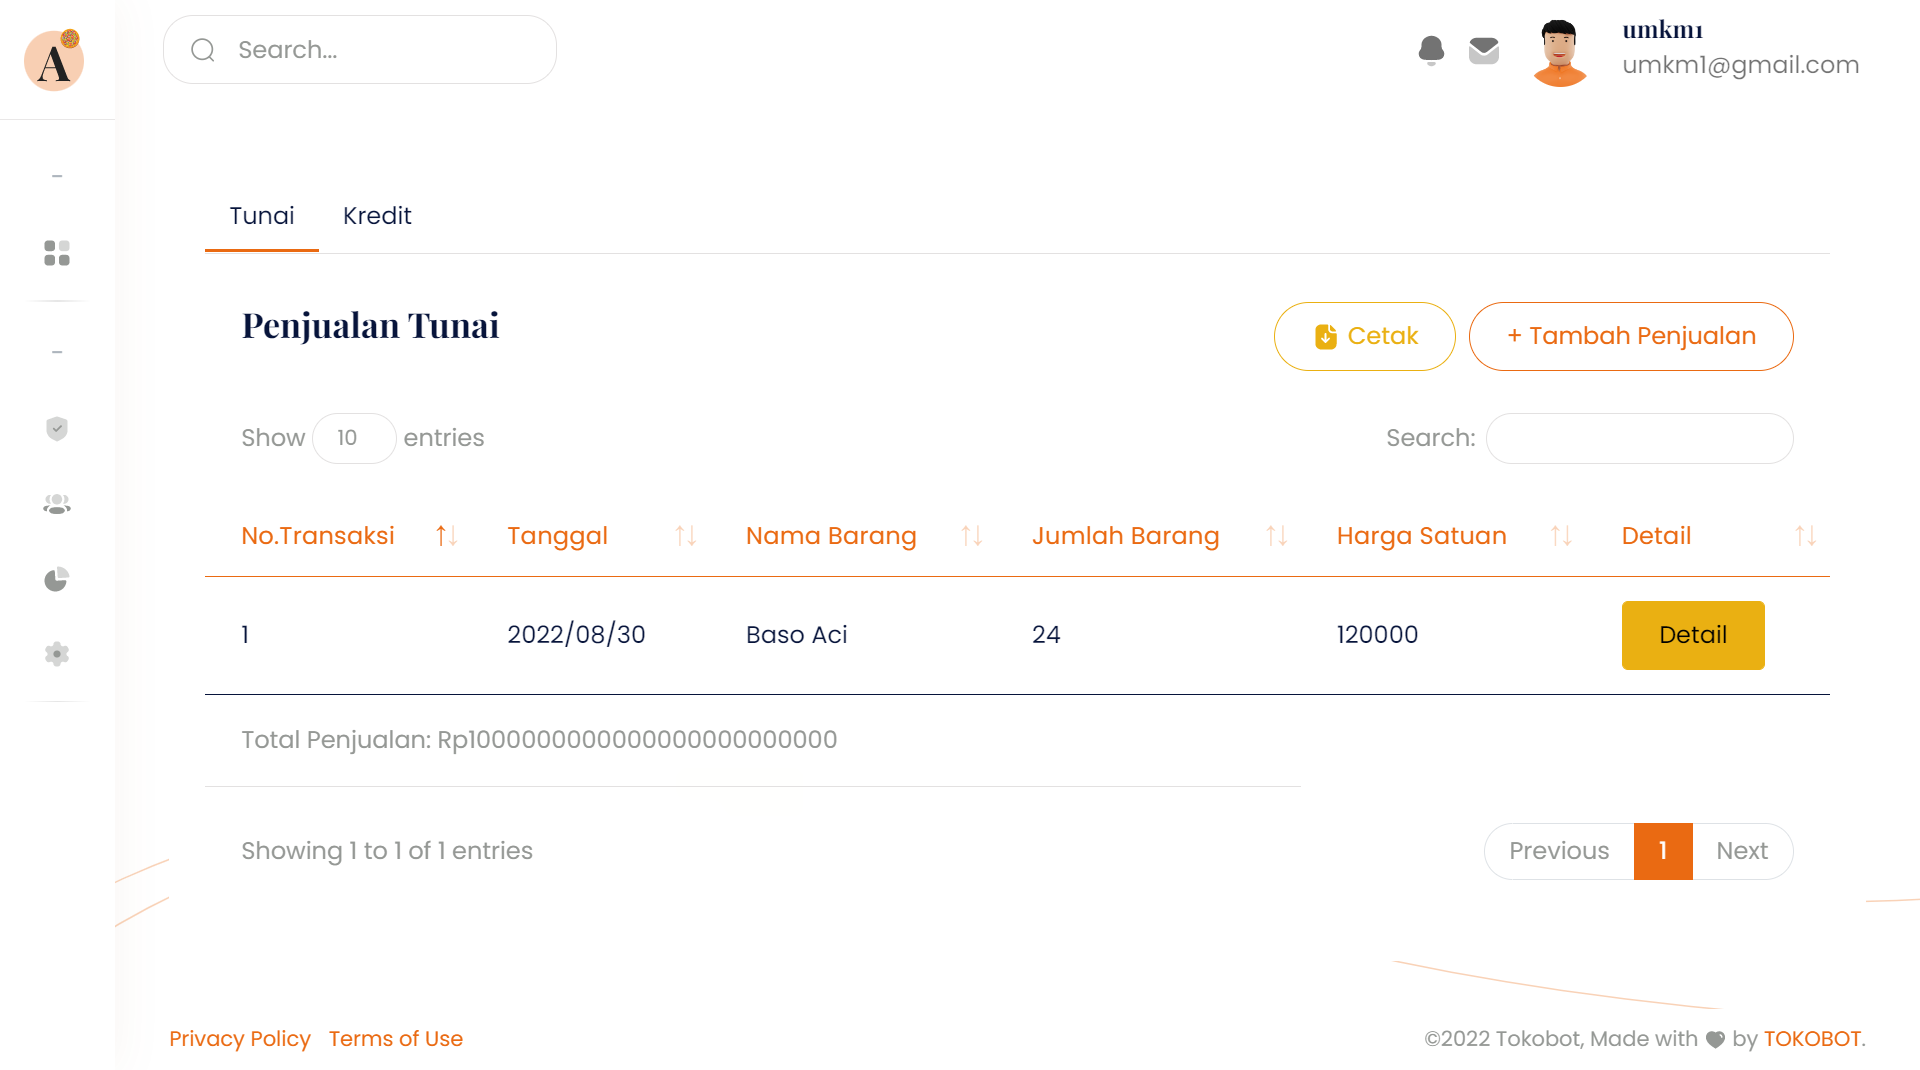 A
Search...
umkm1
umkm1@gmail.com
Tunai Kredit
Penjualan Tunai
Cetak
+ Tambah Penjualan
Show 10 entries
Search:
No.Transaksi Tanggal Nama Barang Jumlah Barang Harga Satuan Detail
1 2022/08/30 Baso Aci 24 120000 Detail
Total Penjualan: Rp1000000000000000000000000
Showing 1 to 1 of 1 entries
Previous 1 Next
Privacy Policy Terms of Use
©2022 Tokobot, Made with by TOKOBOT.